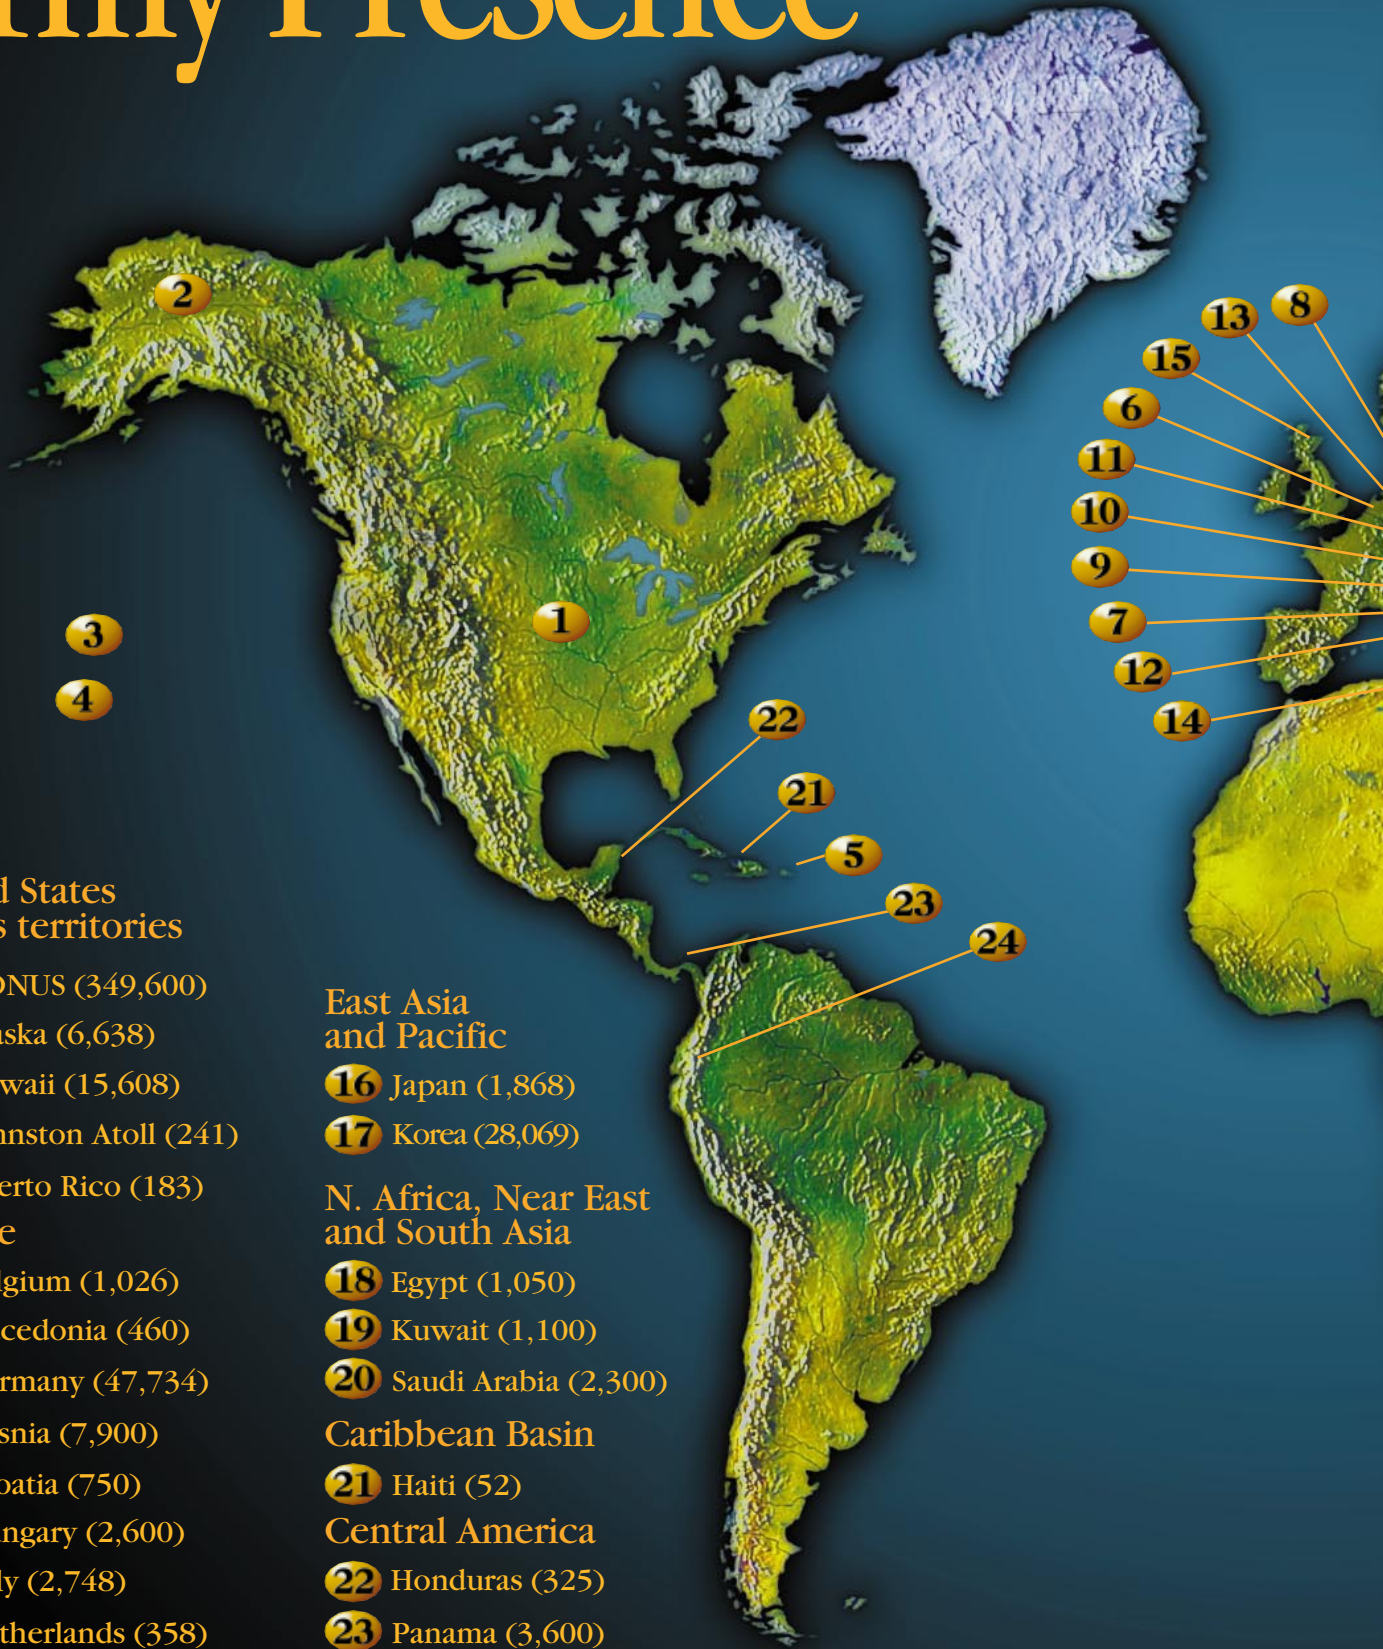 rmy Presence
2
13
8
15
6
11
10
9
1
7
3
12
4
14
22
21
5
23
24
d States
s territories
ONUS (349,600)
aska (6,638)
waii (15,608)
hnston Atoll (241)
erto Rico (183)
e
lgium (1,026)
cedonia (460)
rmany (47,734)
snia (7,900)
oatia (750)
ngary (2,600)
ly (2,748)
therlands (358)
East Asia
and Pacific
16 Japan (1,868)
17 Korea (28,069)
N. Africa, Near East
and South Asia
18 Egypt (1,050)
19 Kuwait (1,100)
20 Saudi Arabia (2,300)
Caribbean Basin
21 Haiti (52)
Central America
22 Honduras (325)
23 Panama (3,600)